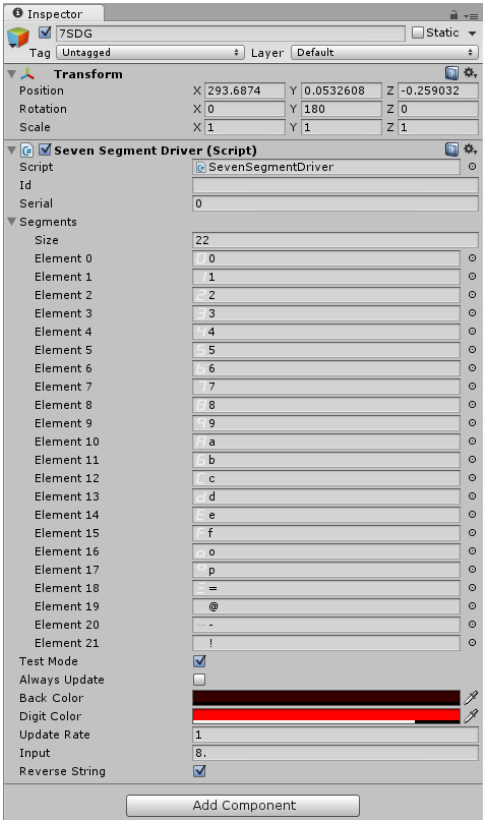 Inspector
7SDG Static
Tag Untagged Layer Default
Transform
Position X 293.6874 Y 0.0532608 Z -0.259032
Rotation X 0 Y 180 Z 0
Scale X 1 Y 1 Z 1
Seven Segment Driver (Script)
Script SevenSegmentDriver
Id
Serial 0
Segments
Size 22
Element 0 0
Element 1 1
Element 2 2
Element 3 3
Element 4 4
Element 5 5
Element 6 6
Element 7 7
Element 8 8
Element 9 9
Element 10 a
Element 11 b
Element 12 c
Element 13 d
Element 14 e
Element 15 f
Element 16 o
Element 17 p
Element 18 =
Element 19 @
Element 20 -
Element 21 !
Test Mode
Always Update
Back Color
Digit Color
Update Rate 1
Input 8.
Reverse String
Add Component